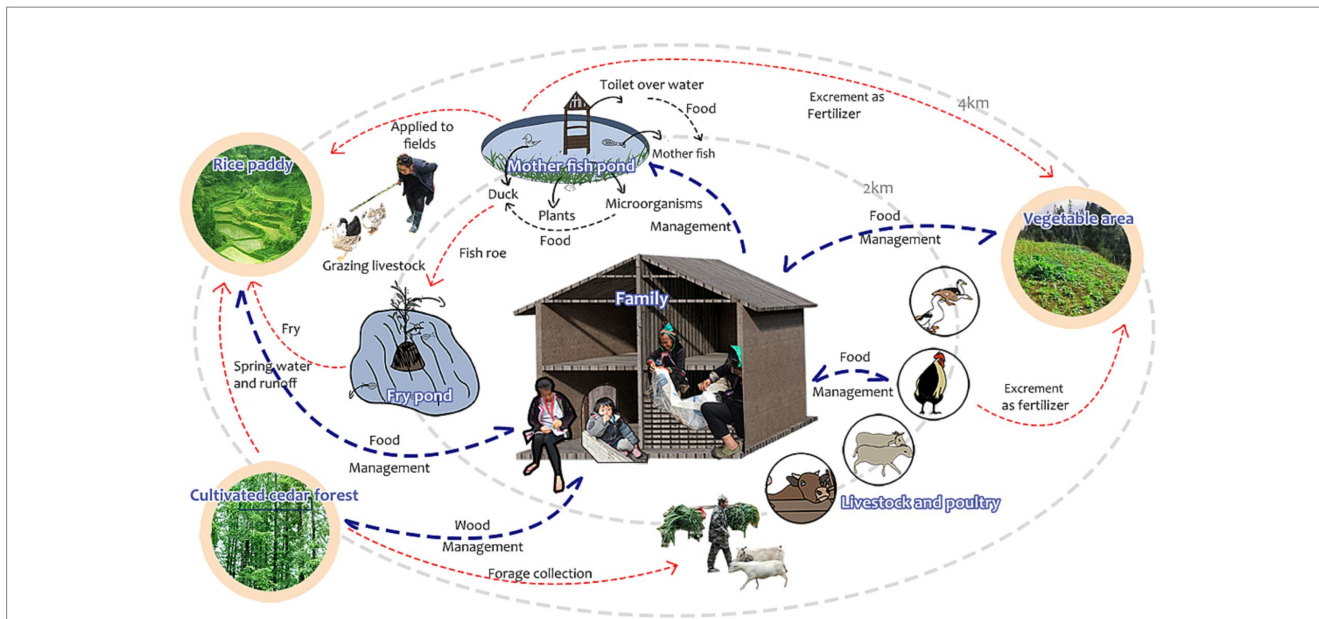 Toilet over water
Food
Excrement as
Fertilizer
4km
Applied to
fields
Rice paddy
Mother fish pond
Mother fish
2km
Duck
Plants
Microorganisms
Food
Management
Food
Management
Vegetable area
Grazing livestock
Fish roe
Family
Fry
Spring water
and runoff
Fry pond
Food
Management
Excrement
as fertilizer
Food
Management
Cultivated cedar forest
Livestock and poultry
Wood
Management
Forage collection